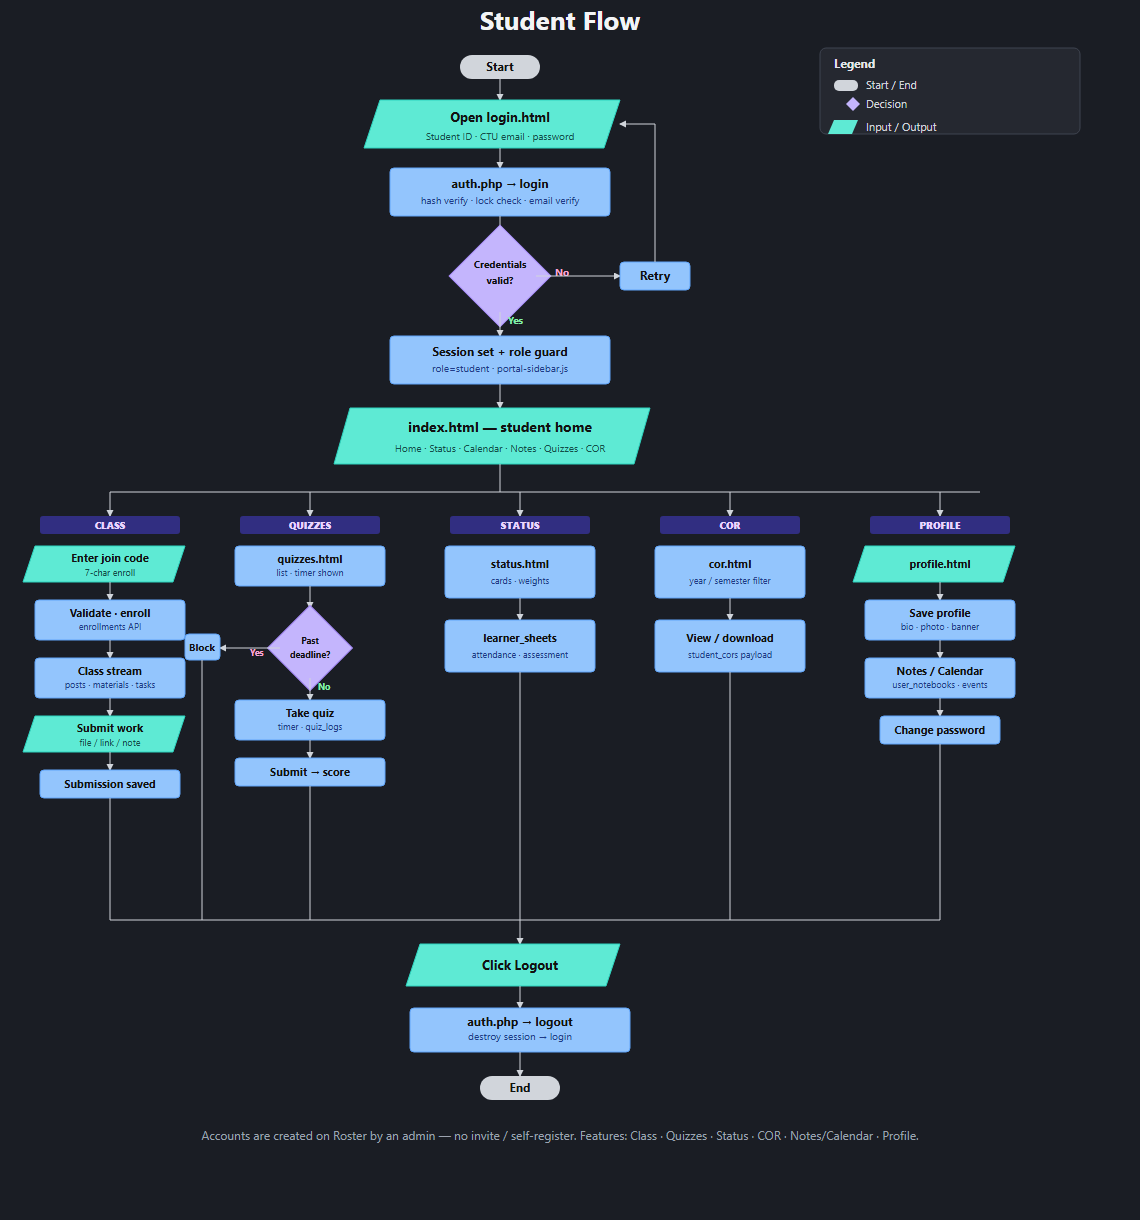 Student Flow
Start
Legend
Start / End
Decision
Input / Output
Open login.html
Student ID · CTU email · password
auth.php → login
hash verify · lock check · email verify
Credentials
valid?
No
Retry
Yes
Session set + role guard
role=student · portal-sidebar.js
index.html — student home
Home · Status · Calendar · Notes · Quizzes · COR
CLASS
Enter join code
7-char enroll
Validate · enroll
enrollments API
Class stream
posts · materials · tasks
Submit work
file / link / note
Submission saved
QUIZZES
quizzes.html
list · timer shown
Past
deadline?
Yes
Block
No
Take quiz
timer · quiz_logs
Submit → score
STATUS
status.html
cards · weights
learner_sheets
attendance · assessment
COR
cor.html
year / semester filter
View / download
student_cors payload
PROFILE
profile.html
Save profile
bio · photo · banner
Notes / Calendar
user_notebooks · events
Change password
Click Logout
auth.php → logout
destroy session → login
End
Accounts are created on Roster by an admin — no invite / self-register. Features: Class · Quizzes · Status · COR · Notes/Calendar · Profile.